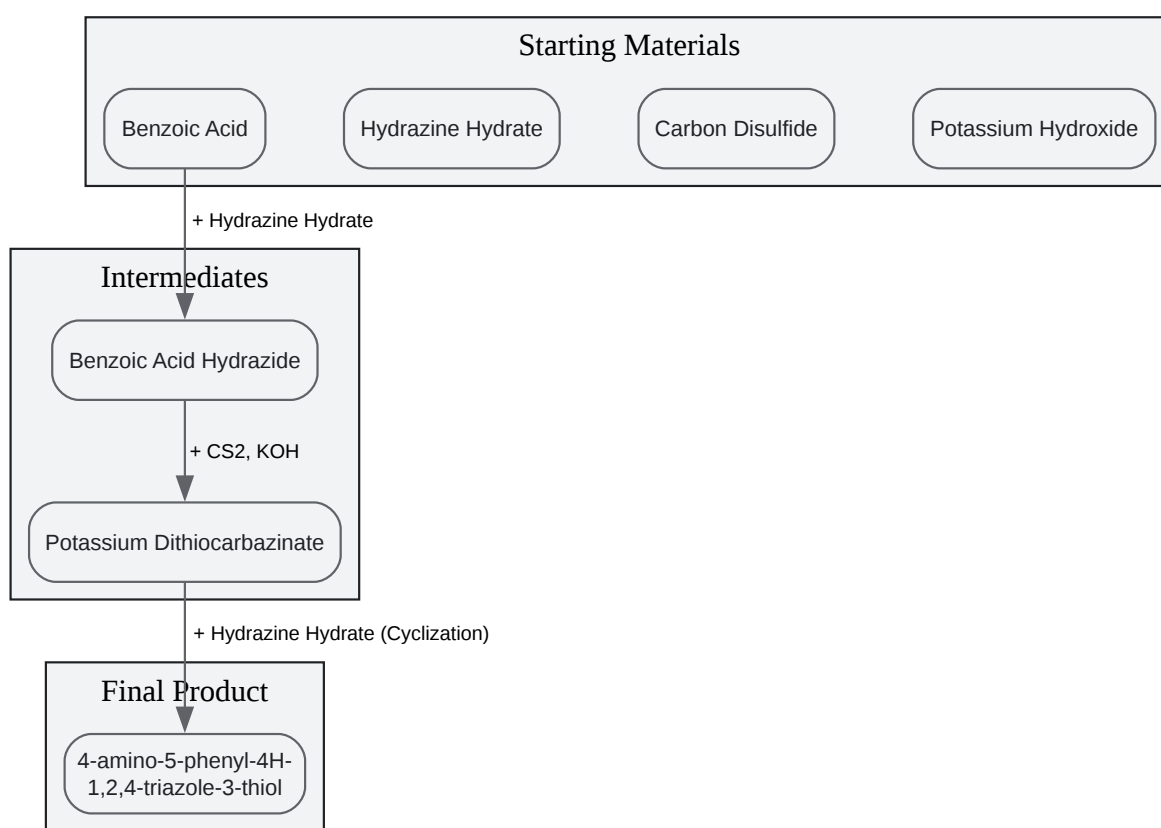 Starting Materials
Benzoic Acid
Hydrazine Hydrate
Carbon Disulfide
Potassium Hydroxide
+ Hydrazine Hydrate
Intermediates
Benzoic Acid Hydrazide
+ CS2, KOH
Potassium Dithiocarbazinate
+ Hydrazine Hydrate (Cyclization)
Final Product
4-amino-5-phenyl-4H-
1,2,4-triazole-3-thiol